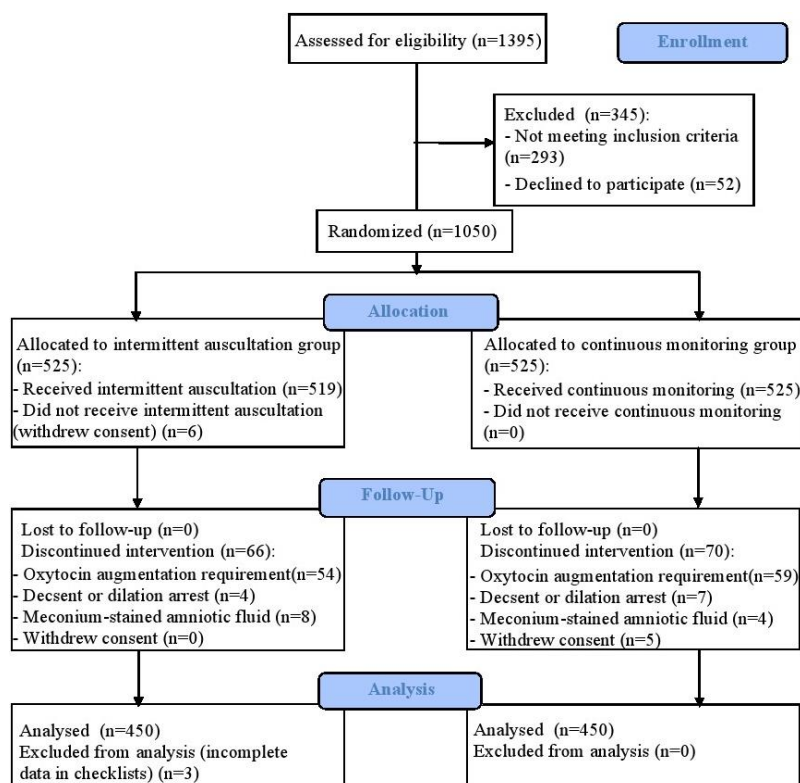 Assessed for eligibility (n=1395)
Enrollment
Excluded  (n=345):
- Not meeting inclusion criteria
(n=293)
- Declined to participate (n=52)
Randomized (n=1050)
Allocation
Allocated to intermittent auscultation group
(n=525):
- Received intermittent auscultation (n=519)
- Did not receive intermittent auscultation
(withdrew consent) (n=6)
Allocated to continuous monitoring group
(n=525):
- Received continuous monitoring (n=525)
- Did not receive continuous monitoring
(n=0)
Follow-Up
Lost to follow-up (n=0)
Discontinued intervention (n=66):
- Oxytocin augmentation requirement(n=54)
- Decsent or dilation arrest (n=4)
- Meconium-stained amniotic fluid (n=8)
- Withdrew consent (n=0)
Lost to follow-up (n=0)
Discontinued intervention (n=70):
- Oxytocin augmentation requirement(n=59)
- Decsent or dilation arrest (n=7)
- Meconium-stained amniotic fluid (n=4)
- Withdrew consent (n=5)
Analysis
Analysed  (n=450)
Excluded from analysis (incomplete
data in checklists) (n=3)
Analysed  (n=450)
Excluded from analysis (n=0)